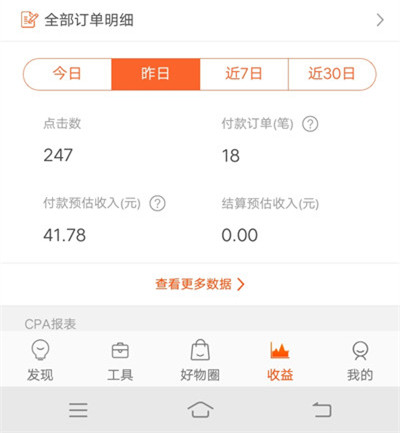 全部订单明细
今日 昨日 近7日 近30日
点击数 付款订单(笔) ?
247 18
付款预估收入(元) ? 结算预估收入(元)
41.78 0.00
查看更多数据
CPA报表
发现 工具 好物圈 收益 我的